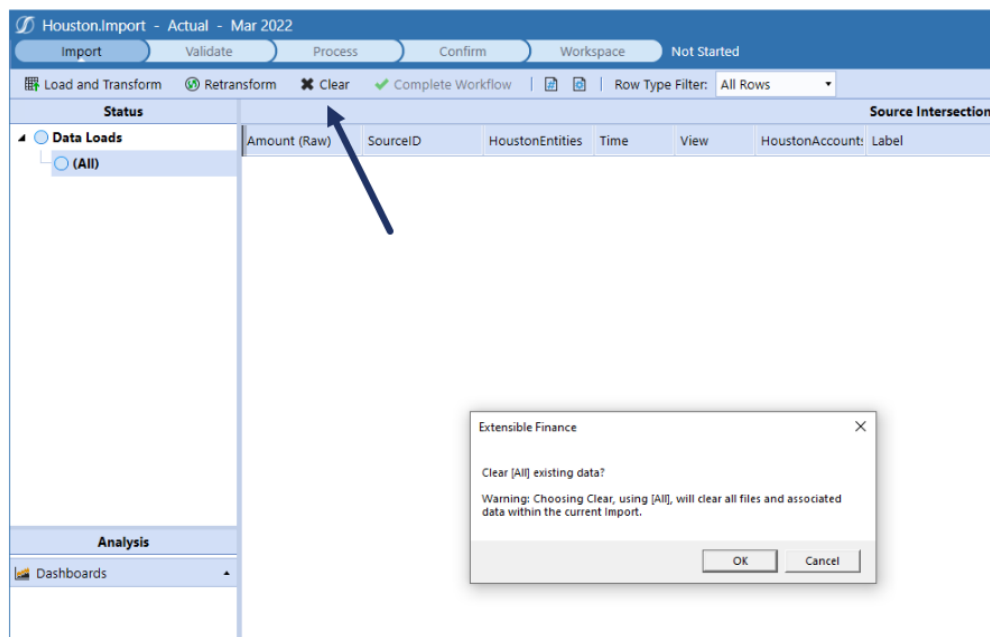 Houston.Import - Actual - Mar 2022
Import Validate Process Confirm Workspace Not Started
Load and Transform Retransform Clear Complete Workflow Row Type Filter: All Rows
Status Source Intersection
Data Loads
Amount (Raw) SourceID HoustonEntities Time View HoustonAccount: Label
(All)
Extensible Finance
Clear [All] existing data?
Warning: Choosing Clear, using [All], will clear all files and associated
data within the current Import.
OK Cancel
Analysis
Dashboards